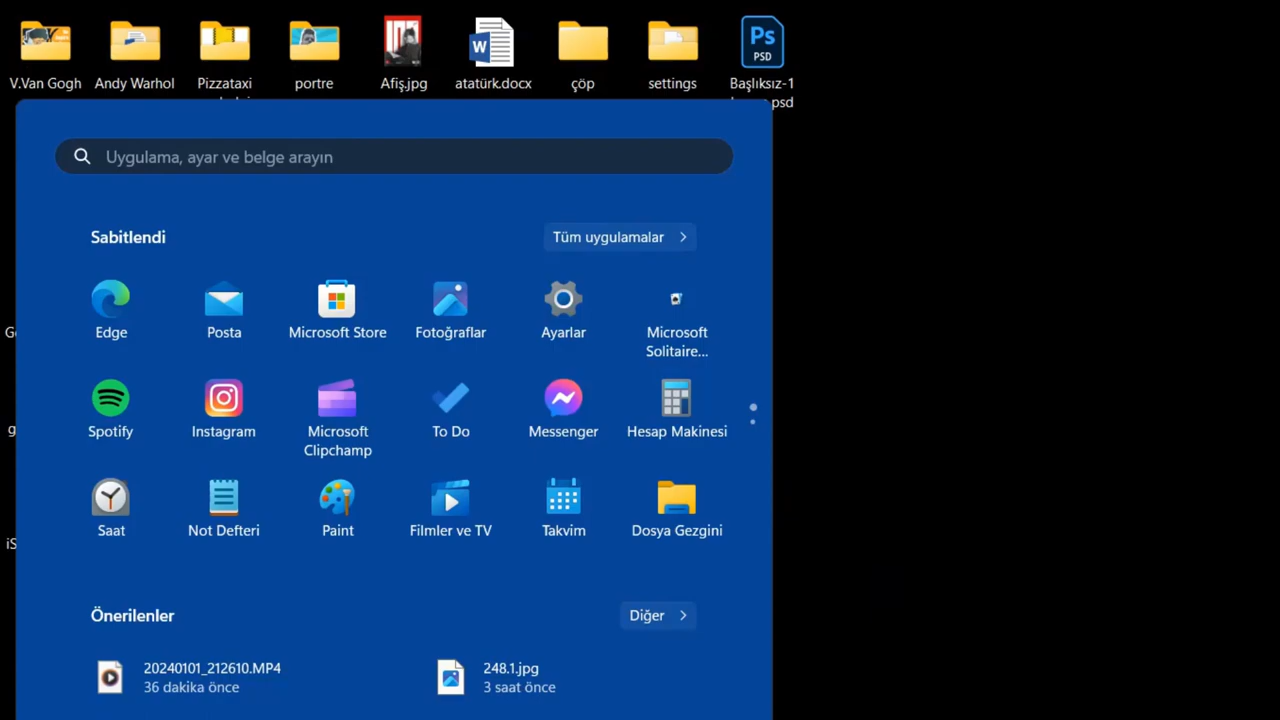 V.Van Gogh
Andy Warhol
Pizzataxi
portre
Afiş.jpg
atatürk.docx
çöp
settings
Başlıksız-1
psd
Ps
PSD
W
Uygulama, ayar ve belge arayın
Sabitlendi
Tüm uygulamalar
Edge
Posta
Microsoft Store
Fotoğraflar
Ayarlar
Microsoft
Solitaire...
Spotify
Instagram
Microsoft
Clipchamp
To Do
Messenger
Hesap Makinesi
Saat
Not Defteri
Paint
Filmler ve TV
Takvim
Dosya Gezgini
Önerilenler
Diğer
20240101_212610.MP4
36 dakika önce
248.1.jpg
3 saat önce